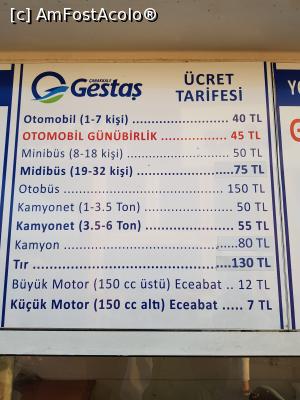 [c] AmFostAcolo®
ÇANAKKALE
Gestaş
ÜCRET
TARİFESİ
Otomobil (1-7 kişi) ................................ 40 TL
OTOMOBİL GÜNÜBİRLİK ................. 45 TL
Minibüs (8-18 kişi) ............................ 50 TL
Midibüs (19-32 kişi) ..........................75 TL
Otobüs .......................................... 150 TL
Kamyonet (1-3.5 Ton) ....................... 50 TL
Kamyonet (3.5-6 Ton) ....................... 55 TL
Kamyon ............................................80 TL
Tır ..................................................130 TL
Büyük Motor (150 cc üstü) Eceabat .. 12 TL
Küçük Motor (150 cc altı) Eceabat ..... 7 TL